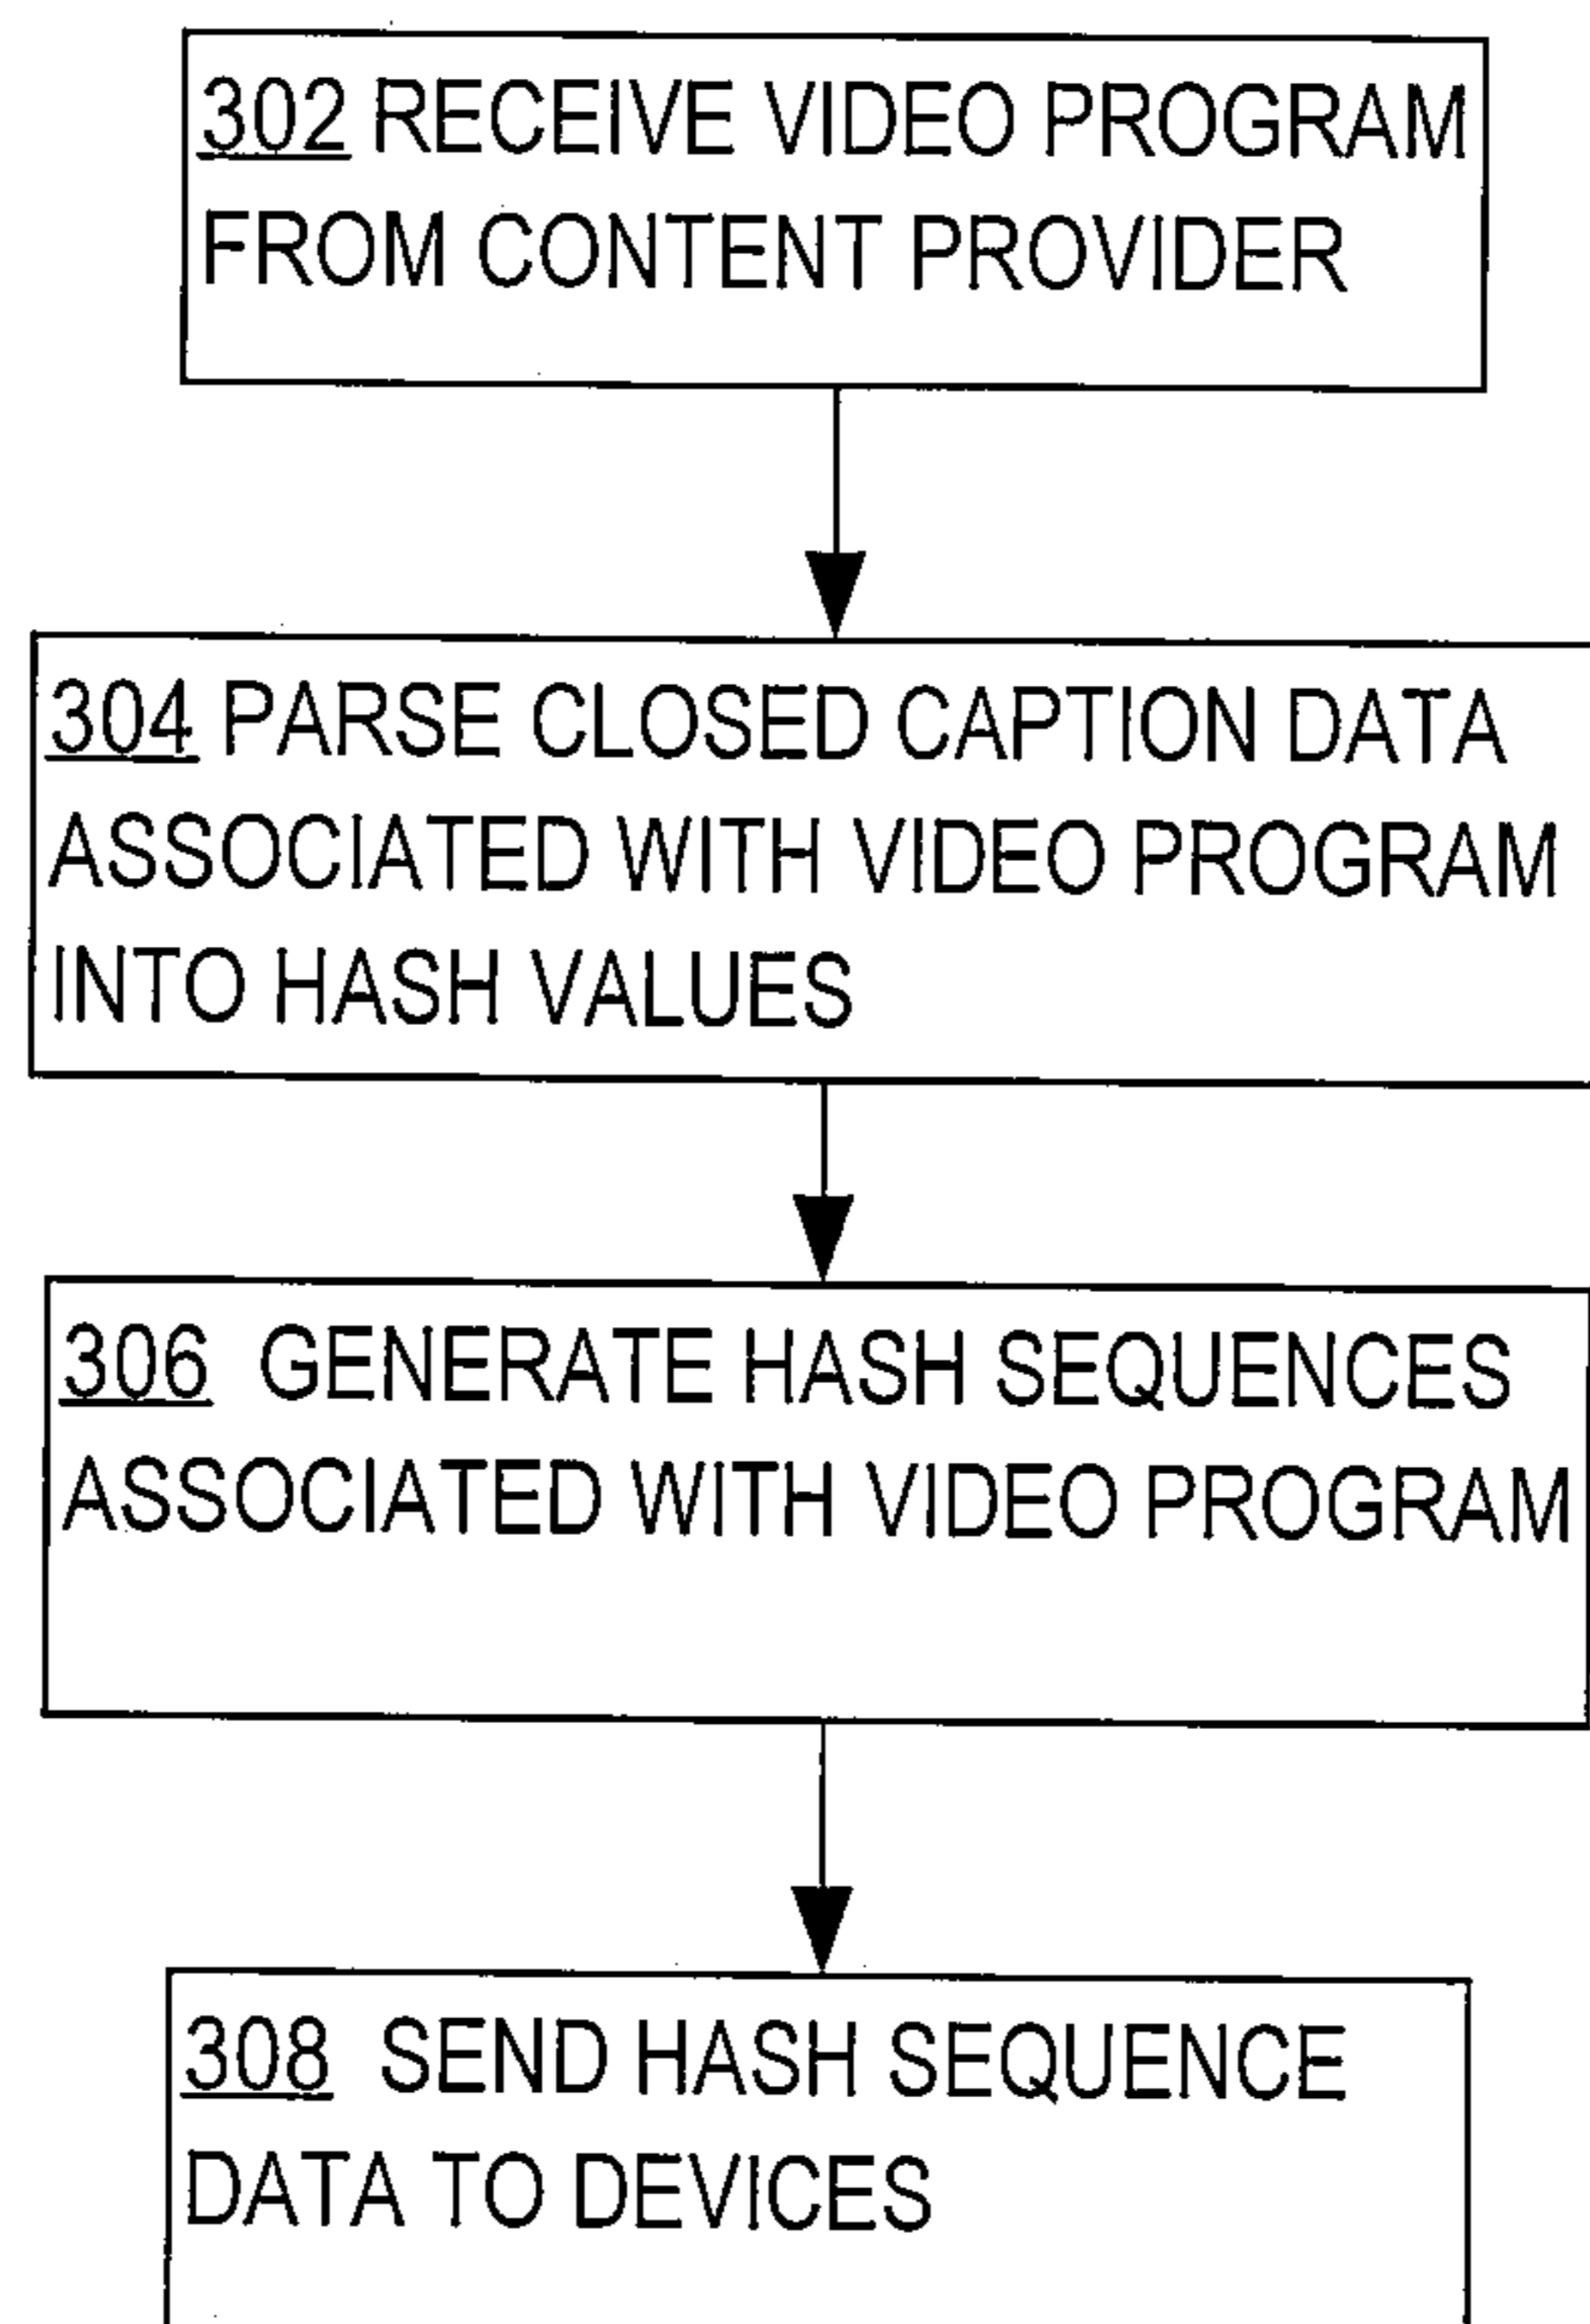 302 RECEIVE VIDEO PROGRAM
FROM CONTENT PROVIDER
304 PARSE CLOSED CAPTION DATA
ASSOCIATED WITH VIDEO PROGRAM
INTO HASH VALUES
306 GENERATE HASH SEQUENCES
ASSOCIATED WITH VIDEO PROGRAM
308 SEND HASH SEQUENCE
DATA TO DEVICES